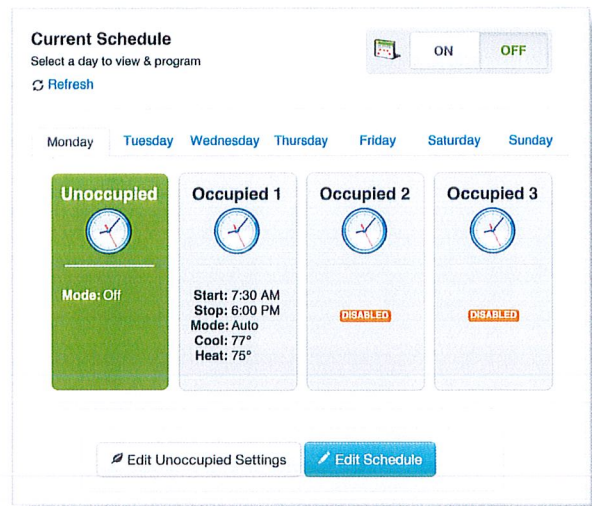 Current Schedule
Select a day to view & program
Refresh
ON OFF
Monday Tuesday Wednesday Thursday Friday Saturday Sunday
Unoccupied
Mode: Off
Occupied 1
Start: 7:30 AM
Stop: 6:00 PM
Mode: Auto
Cool: 77°
Heat: 75°
Occupied 2
DISABLED
Occupied 3
DISABLED
Edit Unoccupied Settings
Edit Schedule